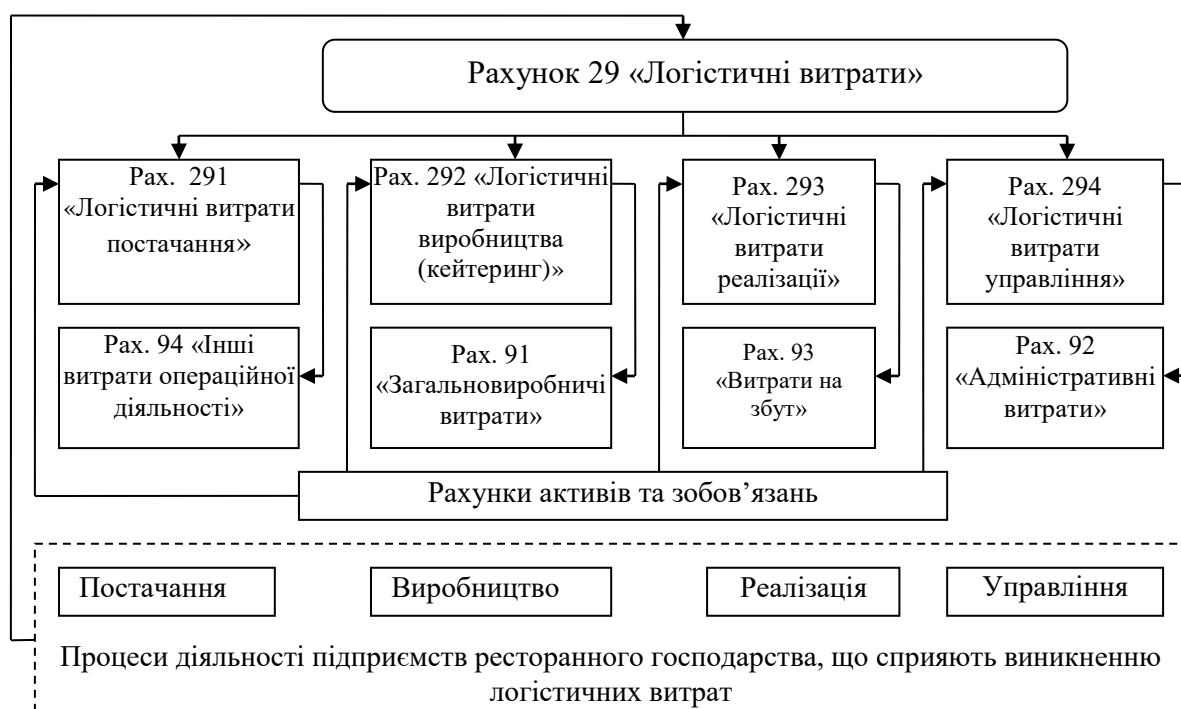 Рахунок 29 «Логістичні витрати»
Рах. 291
«Логістичні витрати
постачання»
Рах. 292 «Логістичні
витрати
виробництва
(кейтеринг)»
Рах. 293
«Логістичні
витрати
реалізації»
Рах. 294
«Логістичні
витрати
управління»
Рах. 94 «Інші
витрати операційної
діяльності»
Рах. 91
«Загальновиробничі
витрати»
Рах. 93
«Витрати на
збут»
Рах. 92
«Адміністративні
витрати»
Рахунки активів та зобов’язань
Постачання
Виробництво
Реалізація
Управління
Процеси діяльності підприємств ресторанного господарства, що сприяють виникненню
логістичних витрат